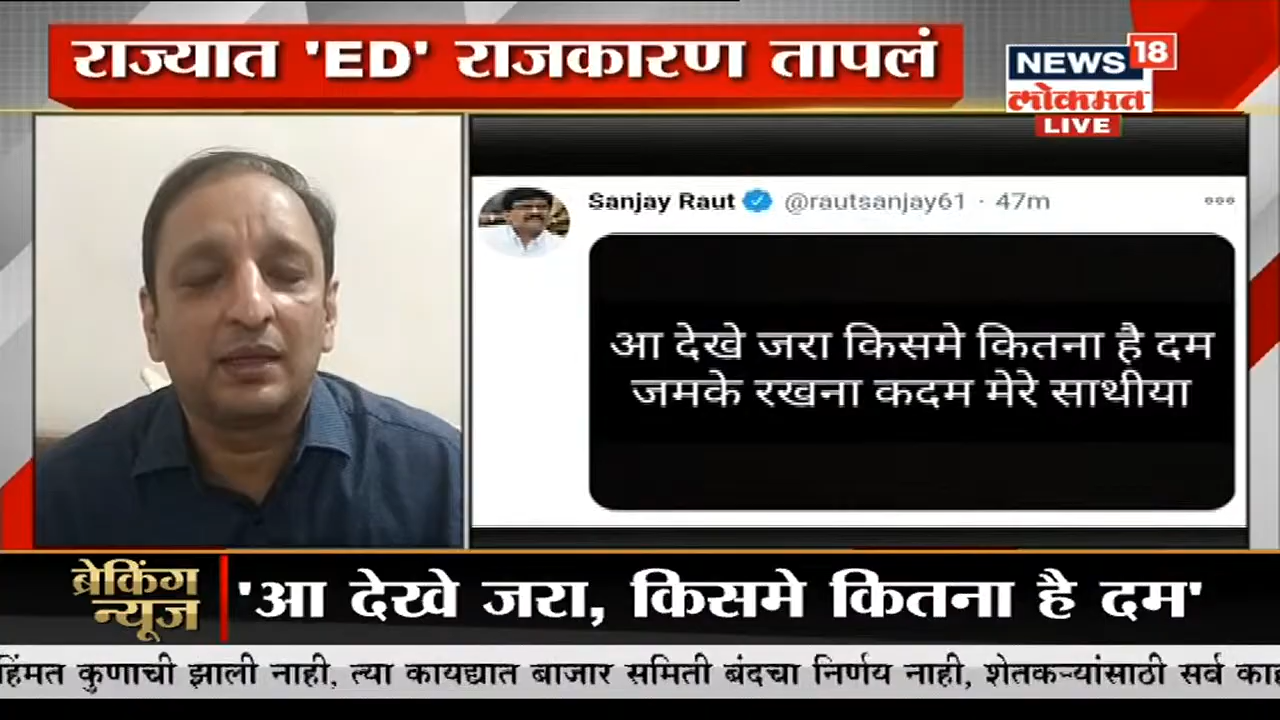 राज्यात 'ED' राजकारण तापलं
NEWS 18
लोकमत
LIVE
Sanjay Raut @rautsanjay61 · 47m
आ देखे जरा किसमे कितना है दम
जमके रखना कदम मेरे साथीया
ब्रेकिंग
न्यूज
'आ देखे जरा, किसमे कितना है दम'
हिंमत कुणाची झाली नाही, त्या कायद्यात बाजार समिती बंदचा निर्णय नाही, शेतकऱ्यांसाठी सर्व